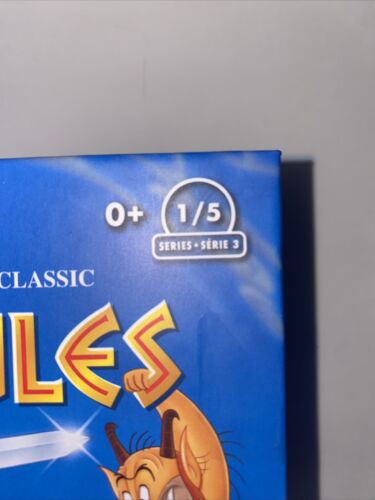 0+ 1/5
SERIES • SÉRIE 3
CLASSIC
ULES